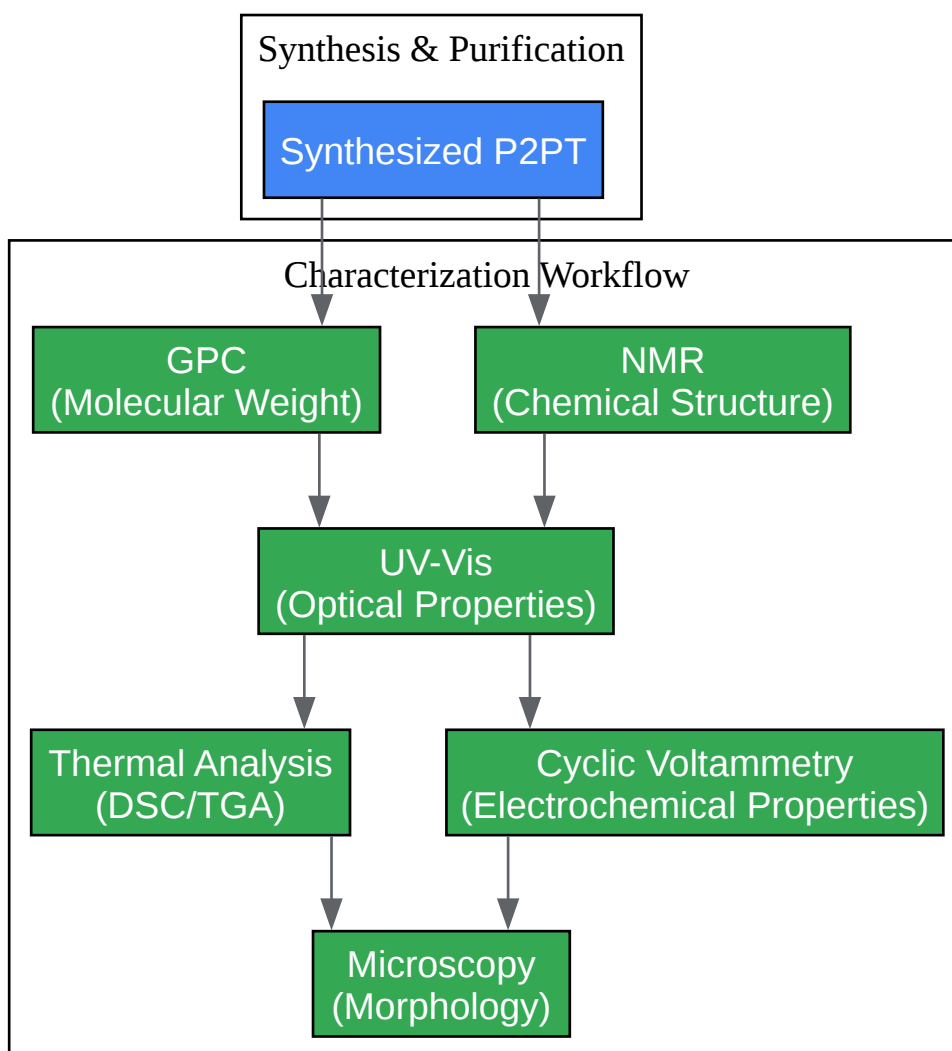 Synthesis & Purification
Synthesized P2PT
Characterization Workflow
GPC
(Molecular Weight)
NMR
(Chemical Structure)
UV-Vis
(Optical Properties)
Thermal Analysis
(DSC/TGA)
Cyclic Voltammetry
(Electrochemical Properties)
Microscopy
(Morphology)